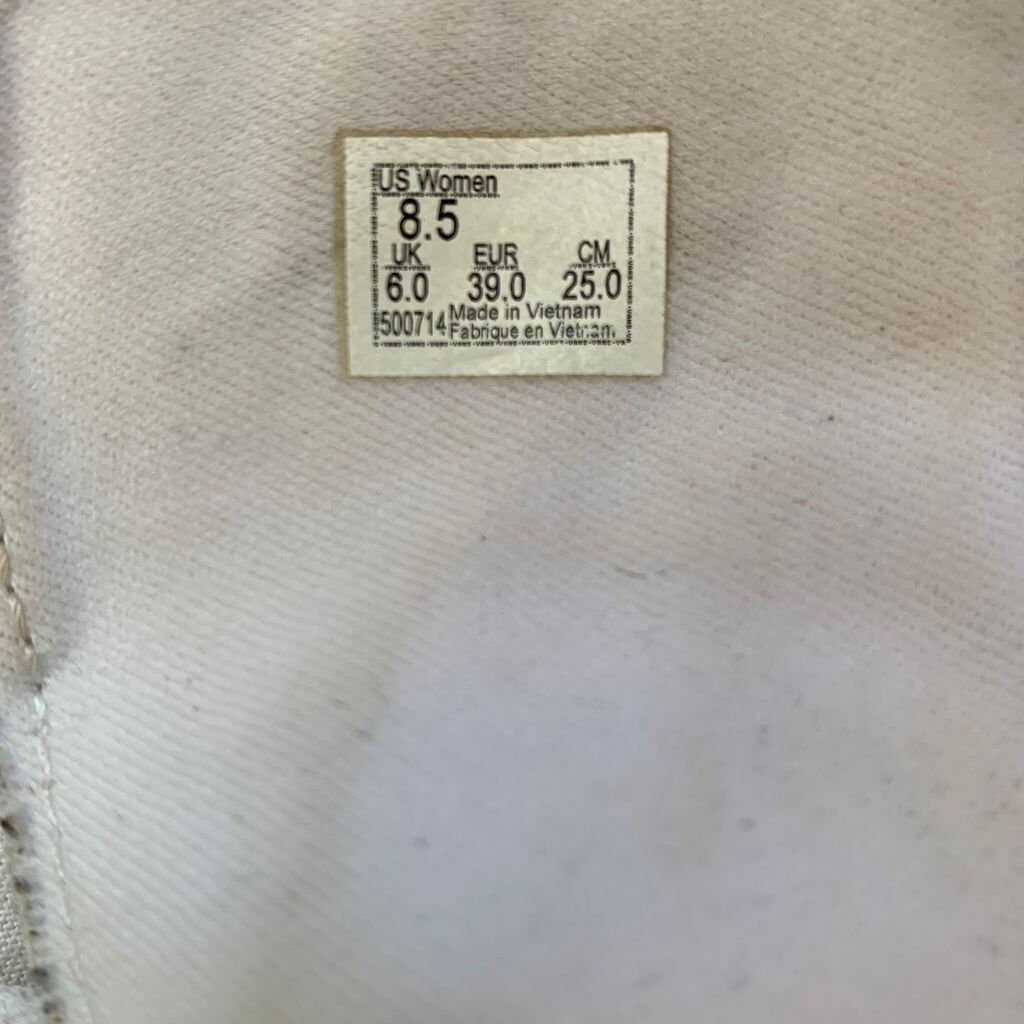 US Women
8.5
UK EUR CM
6.0 39.0 25.0
500714 Made in Vietnam
Fabrique en Vietnam.